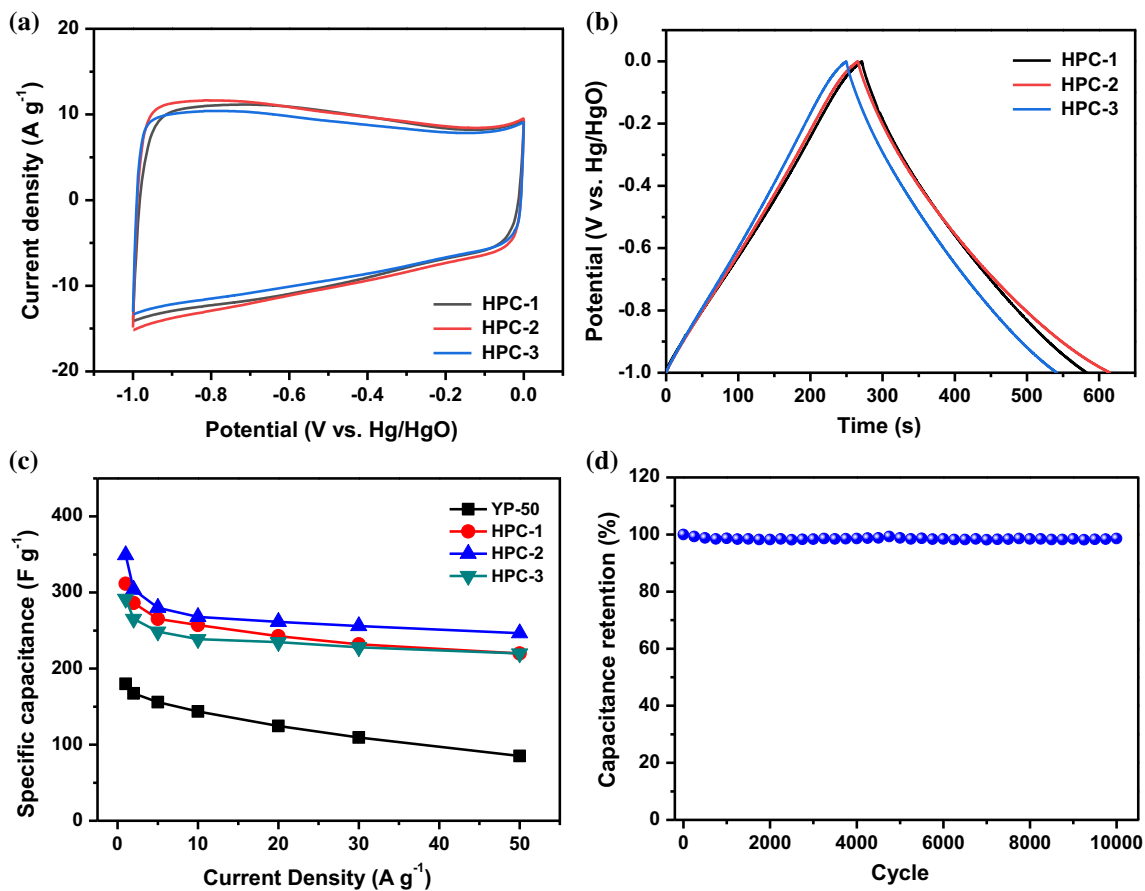 (a)
20
10
0
-10
-20
Current density (A g-1)
HPC-1
HPC-2
HPC-3
-1.0 -0.8 -0.6 -0.4 -0.2 0.0
Potential (V vs. Hg/HgO)
(b)
0.0
-0.2
-0.4
-0.6
-0.8
-1.0
Potential (V vs. Hg/HgO)
HPC-1
HPC-2
HPC-3
0 100 200 300 400 500 600
Time (s)
(c)
400
300
200
100
0
Specific capacitance (F g-1)
YP-50
HPC-1
HPC-2
HPC-3
0 10 20 30 40 50
Current Density (A g-1)
(d)
120
100
80
60
40
20
0
Capacitance retention (%)
0 2000 4000 6000 8000 10000
Cycle